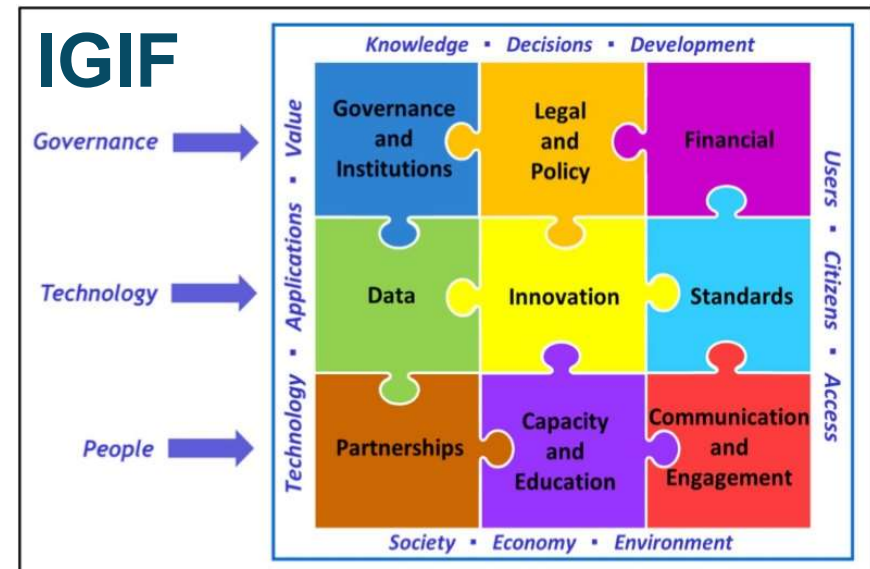 IGIF
Knowledge ▪ Decisions ▪ Development
Governance
Technology
People
Technology ▪ Applications ▪ Value
Governance
and
Institutions
Legal
and
Policy
Financial
Data
Innovation
Standards
Partnerships
Capacity
and
Education
Communication
and
Engagement
Users ▪ Citizens ▪ Access
Society ▪ Economy ▪ Environment